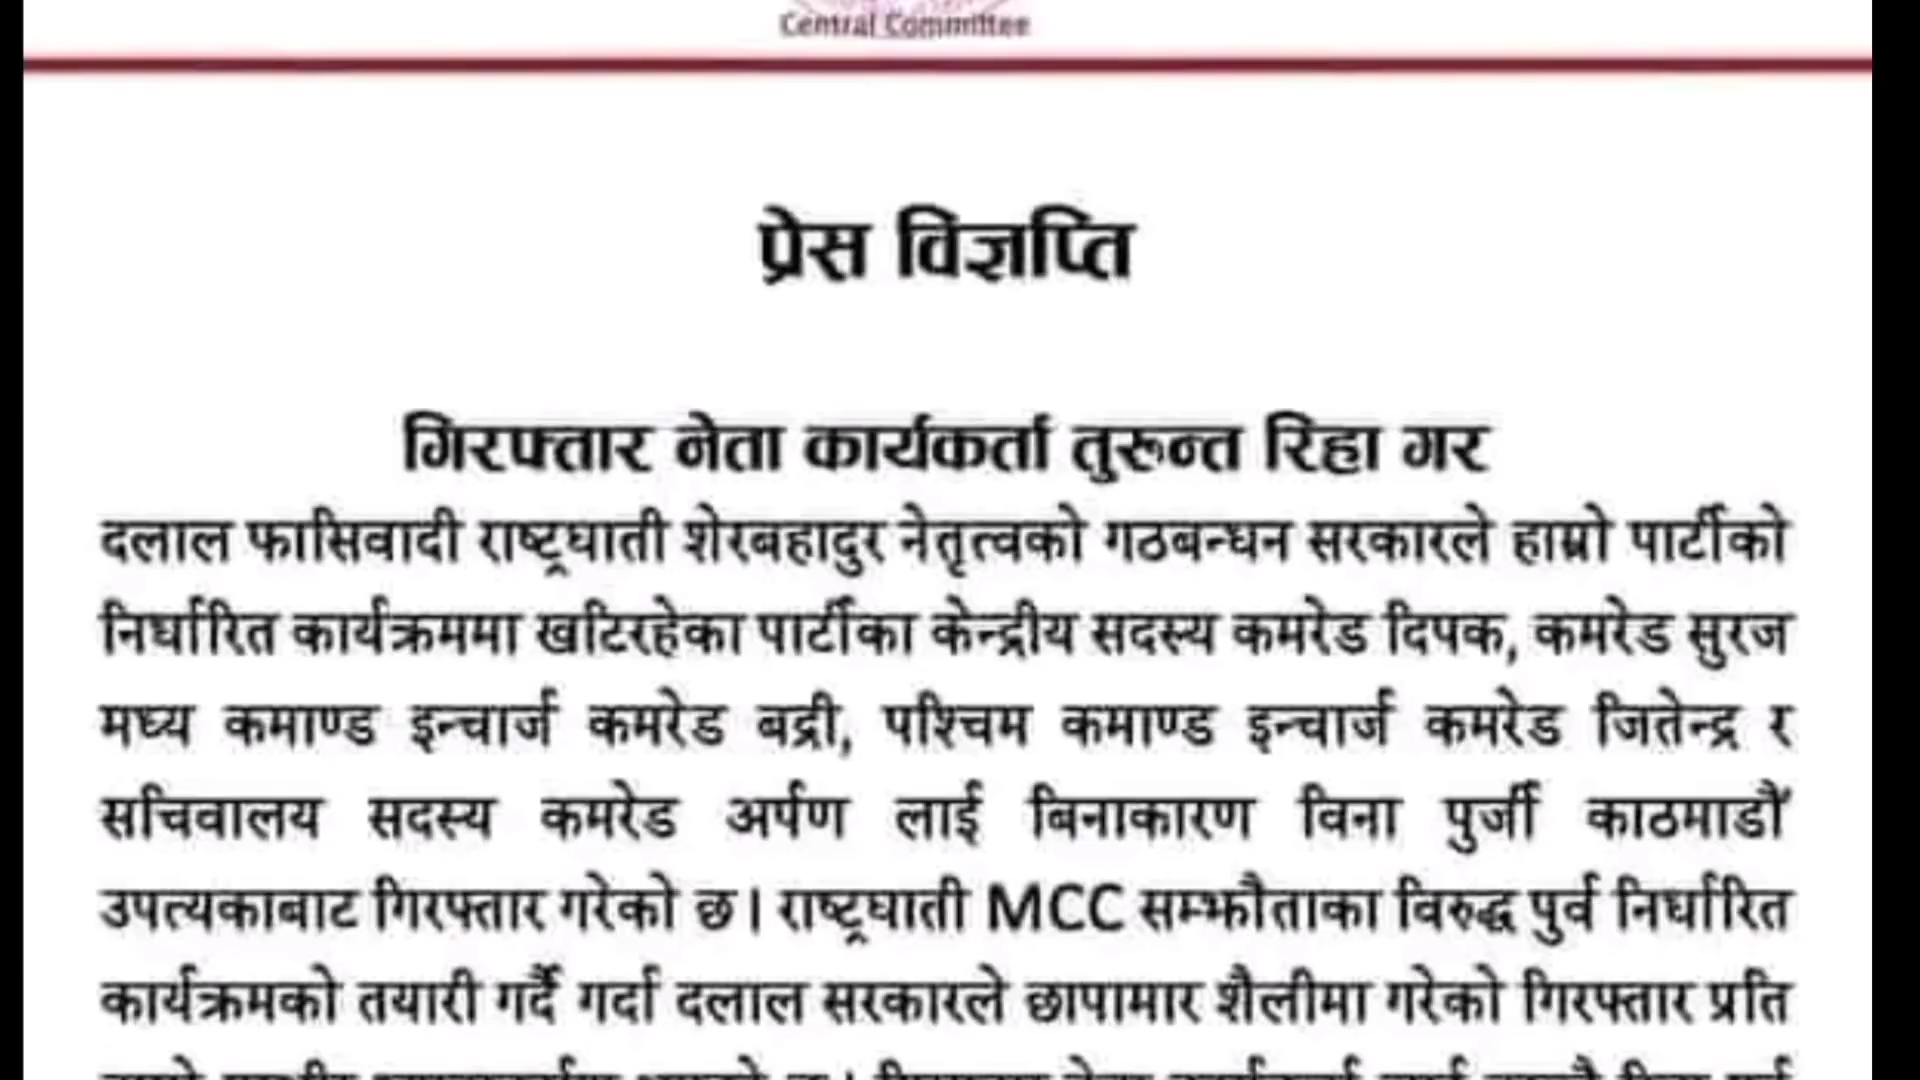 Central Committee
प्रेस विज्ञप्ति
गिरफ्तार नेता कार्यकर्ता तुरुन्त रिहा गर
दलाल फासिवादी राष्ट्रघाती शेरबहादुर नेतृत्वको गठबन्धन सरकारले हाम्रो पार्टीको
निर्धारित कार्यक्रममा खटिरहेका पार्टीका केन्द्रीय सदस्य कमरेड दिपक, कमरेड सुरज
मध्य कमाण्ड इन्चार्ज कमरेड बद्री, पश्चिम कमाण्ड इन्चार्ज कमरेड जितेन्द्र र
सचिवालय सदस्य कमरेड अर्पण लाई बिनाकारण विना पुर्जी काठमाडौं
उपत्यकाबाट गिरफ्तार गरेको छ। राष्ट्रघाती MCC सम्झौताका विरुद्ध पुर्व निर्धारित
कार्यक्रमको तयारी गर्दै गर्दा दलाल सरकारले छापामार शैलीमा गरेको गिरफ्तार प्रति